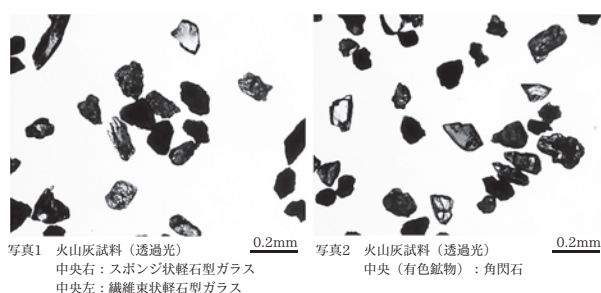 0.2mm
写真1 火山灰試料（透過光）
中央右：スポンジ状軽石型ガラス
中央左：繊維束状軽石型ガラス
0.2mm
写真2 火山灰試料（透過光）
中央（有色鉱物）：角閃石